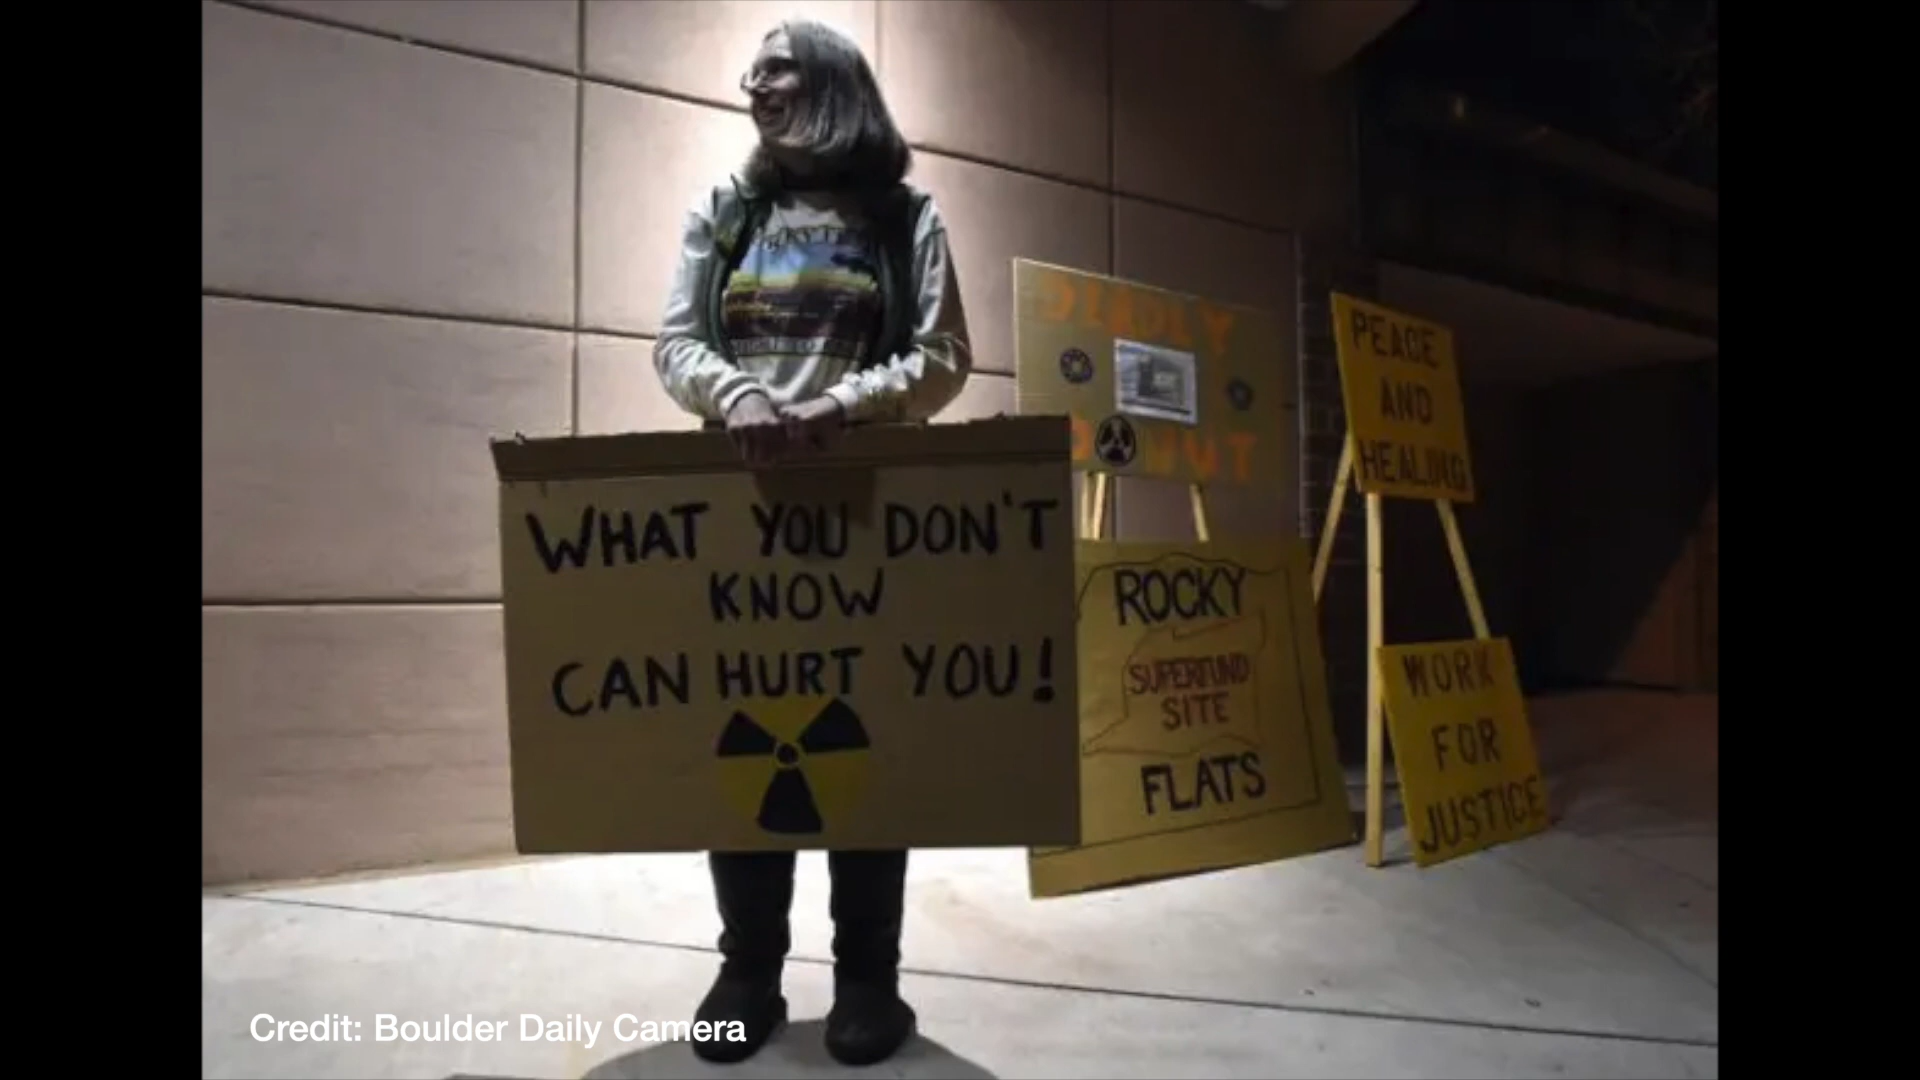 WHAT YOU DON'T
KNOW
CAN HURT YOU!
DEADLY
ROCKY
SUPERFUND
SITE
FLATS
PEACE
AND
HEALING
WORK
FOR
JUSTICE
Credit: Boulder Daily Camera